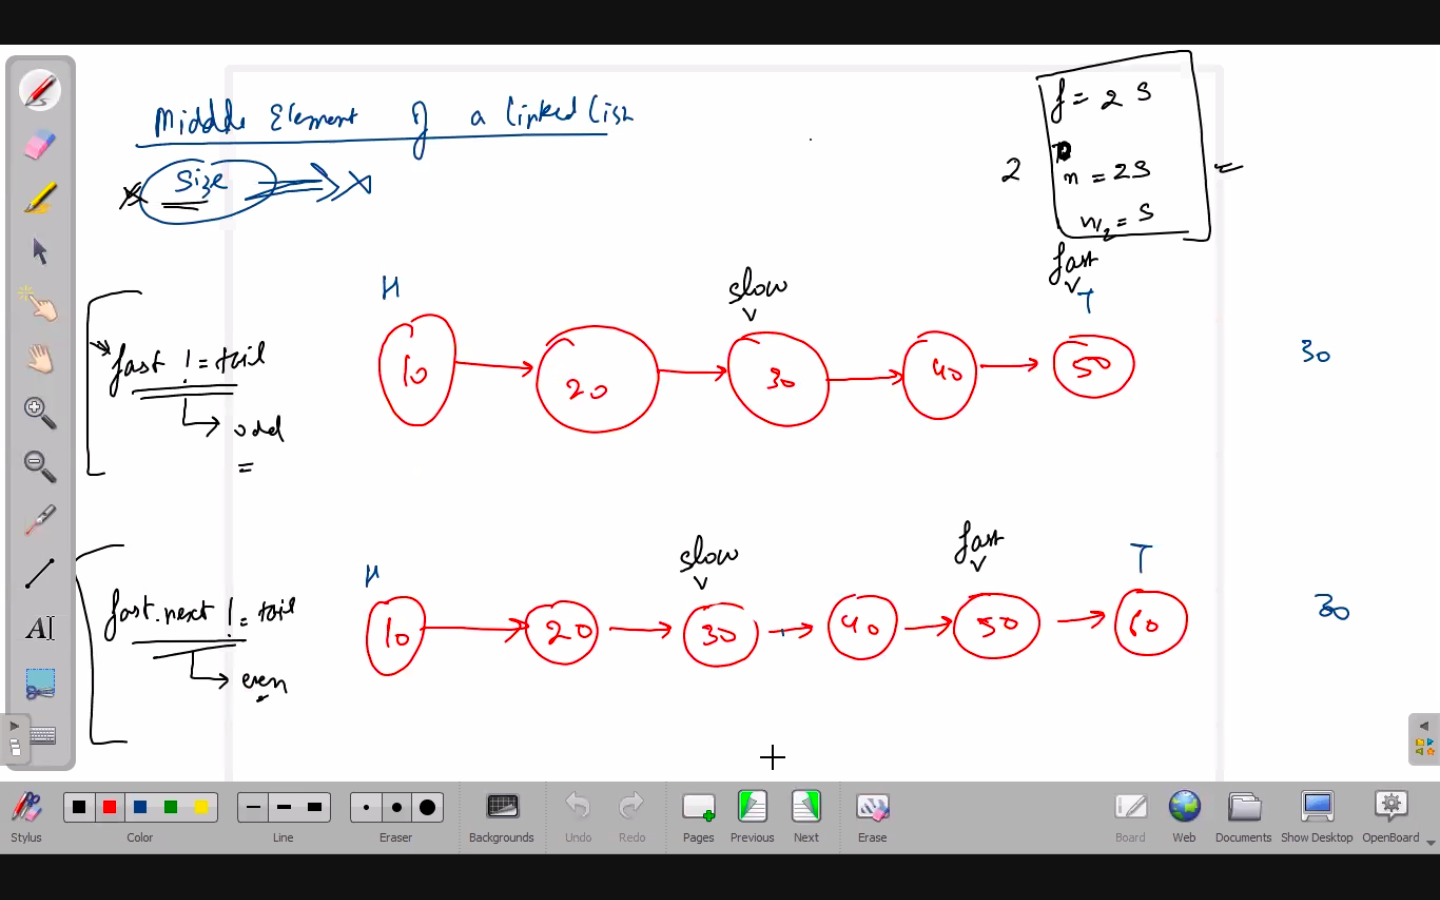 Middle Element of a linked list
Size
f = 2 S
2
n = 2S
n/2 = S
fast
H
slow
T
fast != tail
10
20
30
40
50
30
odd
H
slow
fast
T
fast.next != tail
10
20
30
40
50
60
30
even
Stylus
Color
Line
Eraser
Backgrounds
Undo
Redo
Pages
Previous
Next
Erase
Board
Web
Documents
Show Desktop
OpenBoard